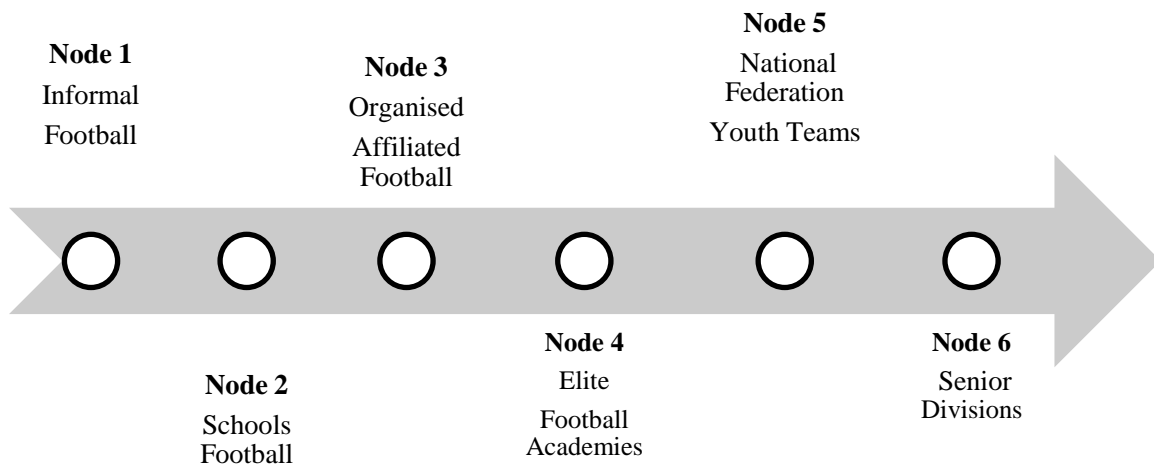 Node 1
Informal
Football
Node 2
Schools
Football
Node 3
Organised
Affiliated
Football
Node 4
Elite
Football
Academies
Node 5
National
Federation
Youth Teams
Node 6
Senior
Divisions